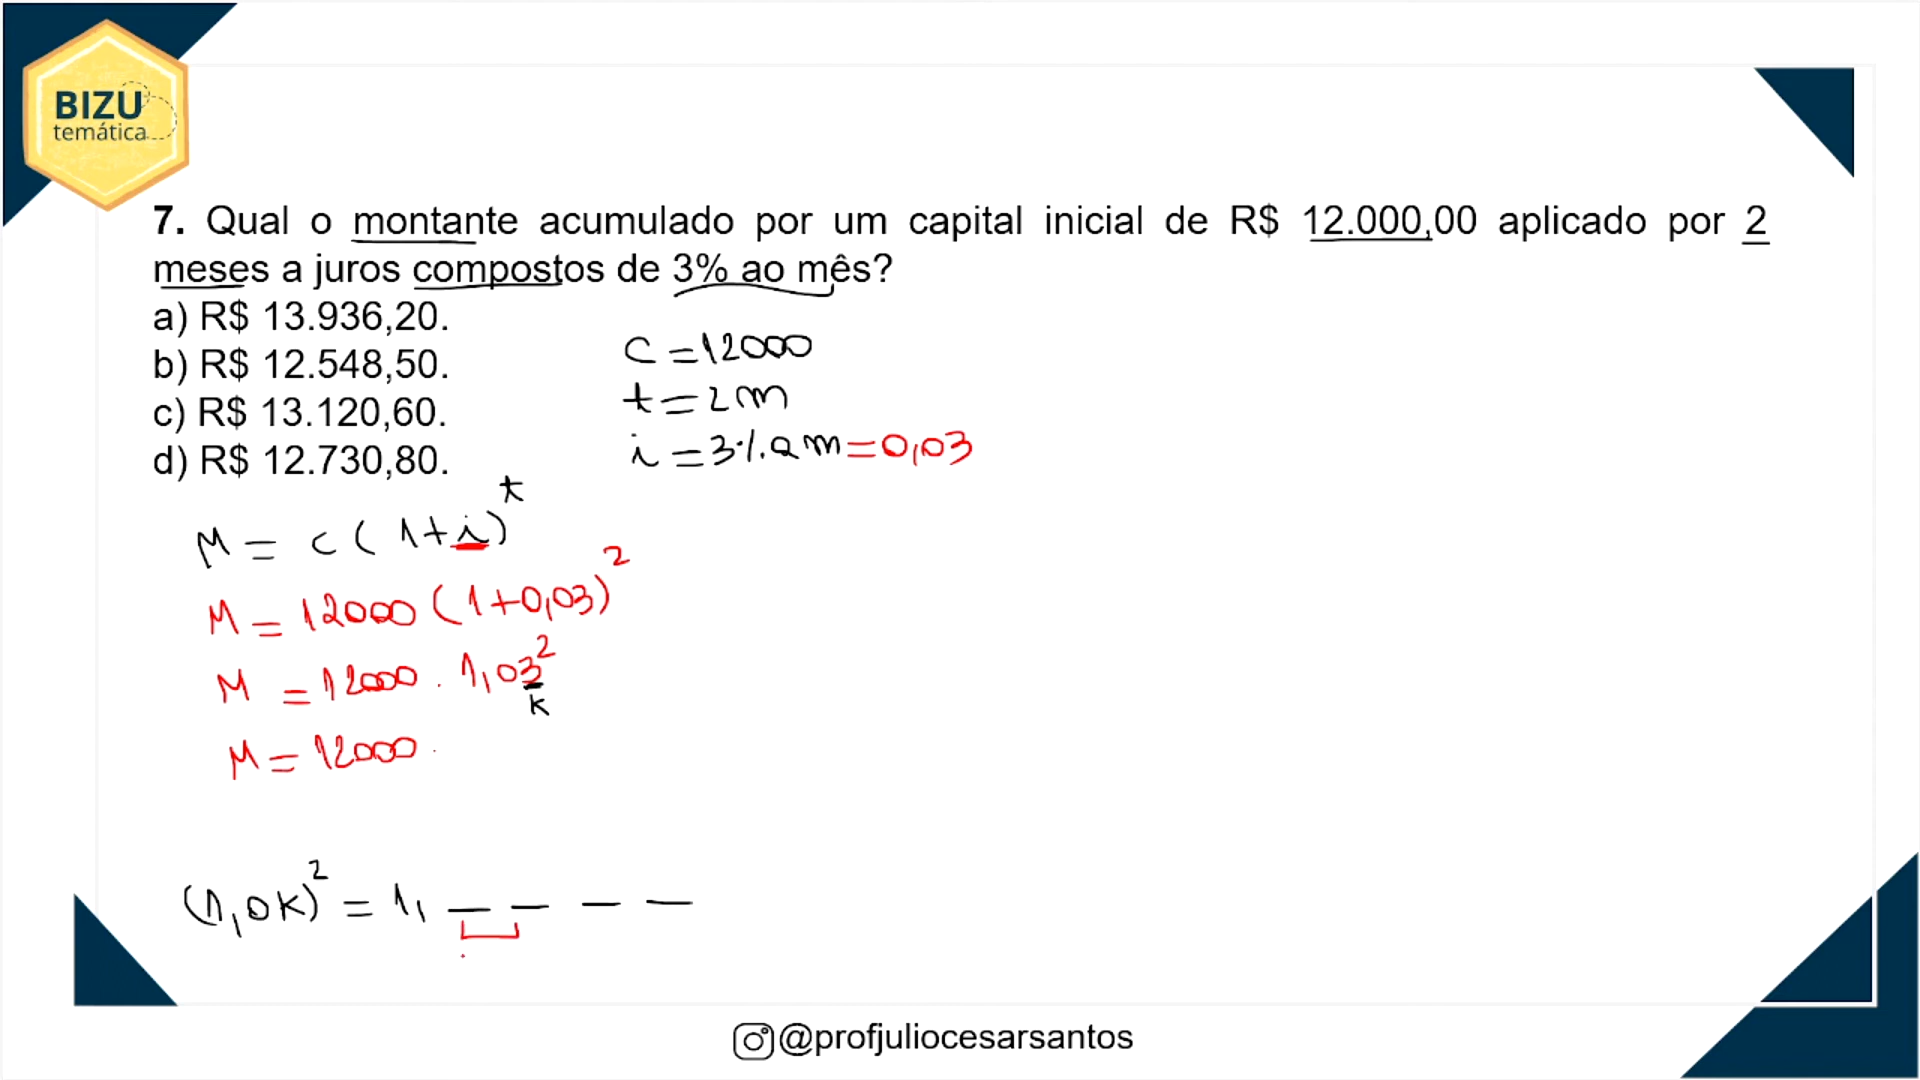 BIZU
temática
7. Qual o montante acumulado por um capital inicial de R$ 12.000,00 aplicado por 2
meses a juros compostos de 3% ao mês?
a) R$ 13.936,20.
b) R$ 12.548,50.
c) R$ 13.120,60.
d) R$ 12.730,80.
C = 12000
t = 2m
i = 3% am = 0,03
M = c ( 1 + i )^t
M = 12000 ( 1 + 0,03 )^2
M = 12000 . 1,03^2
k
M = 12000 .
(1,0k)^2 = 1, _ _ _ _
@profjuliocesarsantos